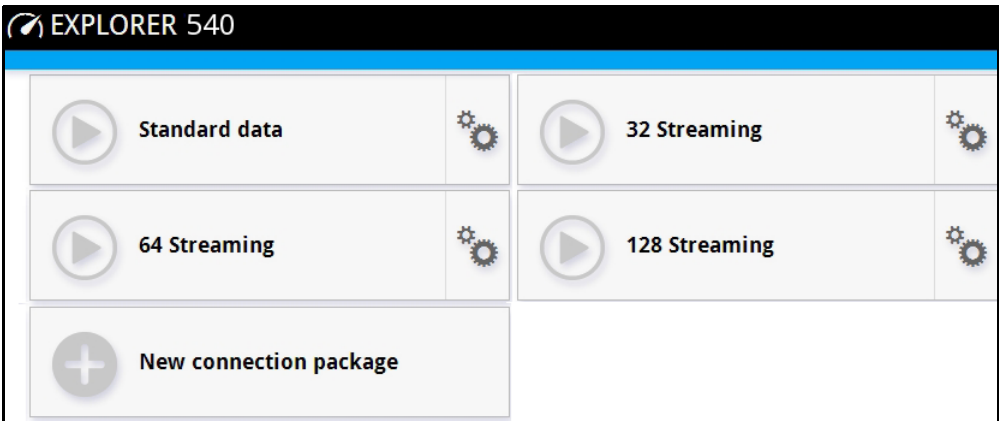 EXPLORER 540
Standard data
32 Streaming
64 Streaming
128 Streaming
New connection package